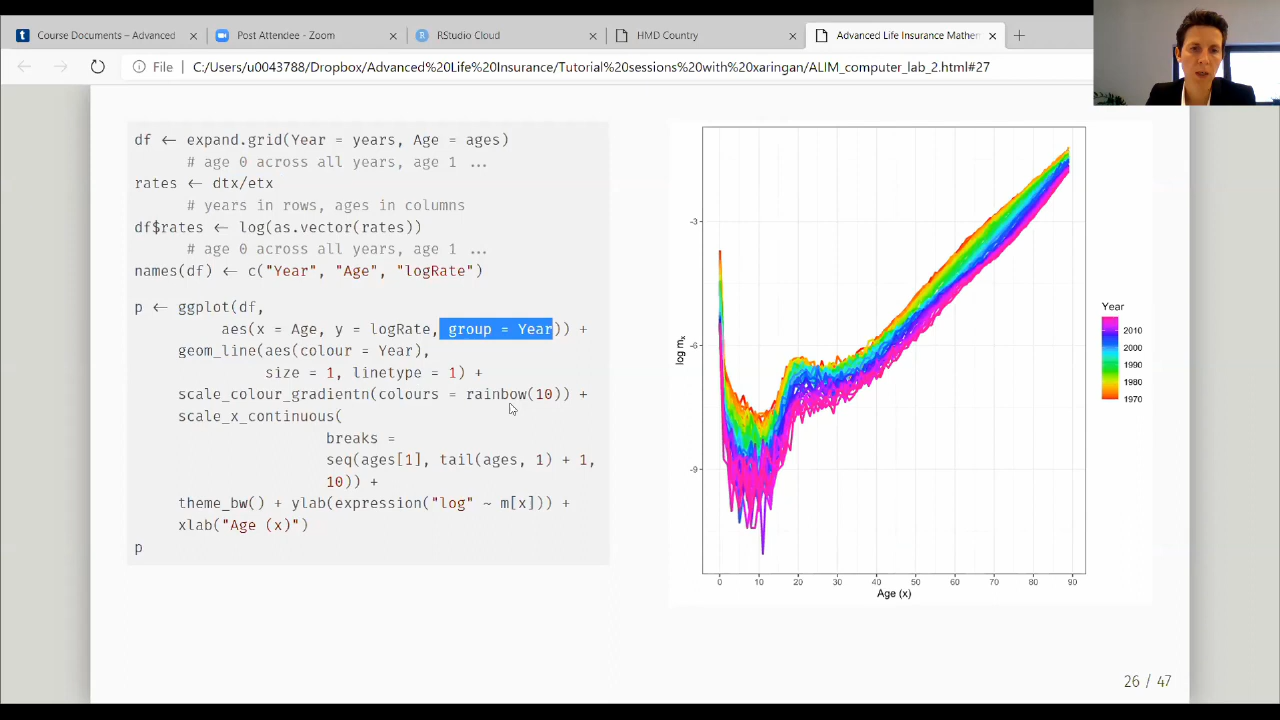 Course Documents – Advanced
Post Attendee - Zoom
RStudio Cloud
HMD Country
Advanced Life Insurance Mathem
File
C:/Users/u0043788/Dropbox/Advanced%20Life%20Insurance/Tutorial%20sessions%20with%20xaringan/ALIM_computer_lab_2.html#27
df ← expand.grid(Year = years, Age = ages)
# age 0 across all years, age 1 ...
rates ← dtx/etx
# years in rows, ages in columns
df$rates ← log(as.vector(rates))
# age 0 across all years, age 1 ...
names(df) ← c("Year", "Age", "logRate")
p ← ggplot(df,
aes(x = Age, y = logRate, group = Year)) +
geom_line(aes(colour = Year),
size = 1, linetype = 1) +
scale_colour_gradientn(colours = rainbow(10)) +
scale_x_continuous(
breaks =
seq(ages[1], tail(ages, 1) + 1,
10)) +
theme_bw() + ylab(expression("log" ~ m[x])) +
xlab("Age (x)")
p
-3
-6
-9
log mx
0 10 20 30 40 50 60 70 80 90
Age (x)
Year
2010
2000
1990
1980
1970
26 / 47